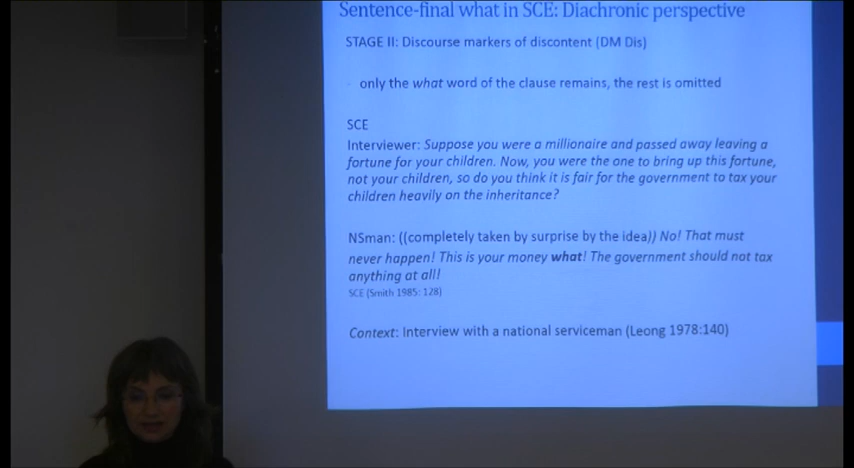 Sentence-final what in SCE: Diachronic perspective
STAGE II: Discourse markers of discontent (DM Dis)
only the what word of the clause remains, the rest is omitted
SCE
Interviewer: Suppose you were a millionaire and passed away leaving a
fortune for your children. Now, you were the one to bring up this fortune,
not your children, so do you think it is fair for the government to tax your
children heavily on the inheritance?
NSman: ((completely taken by surprise by the idea)) No! That must
never happen! This is your money what! The government should not tax
anything at all!
SCE (Smith 1985: 128)
Context: Interview with a national serviceman (Leong 1978:140)